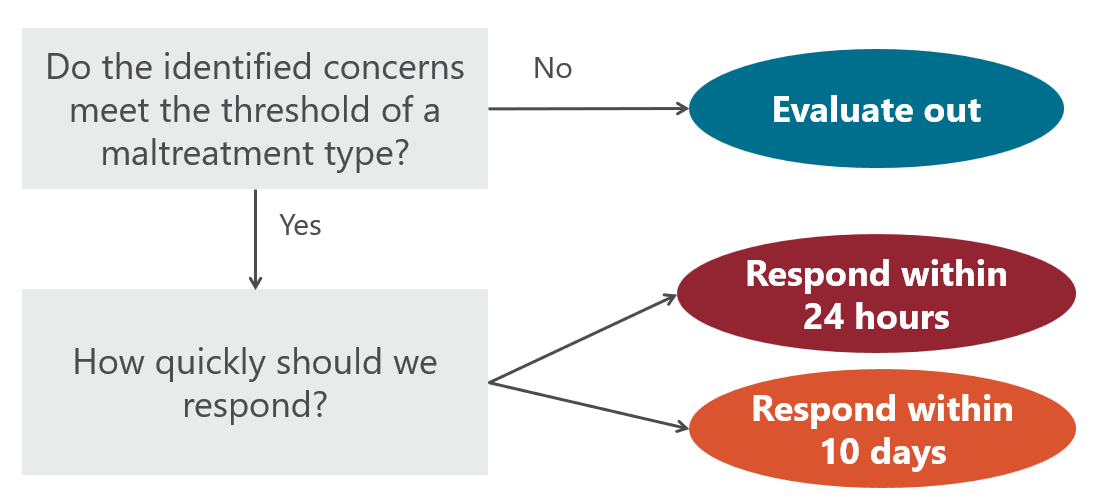 Do the identified concerns
meet the threshold of a
maltreatment type?
No
Evaluate out
Yes
How quickly should we
respond?
Respond within
24 hours
Respond within
10 days